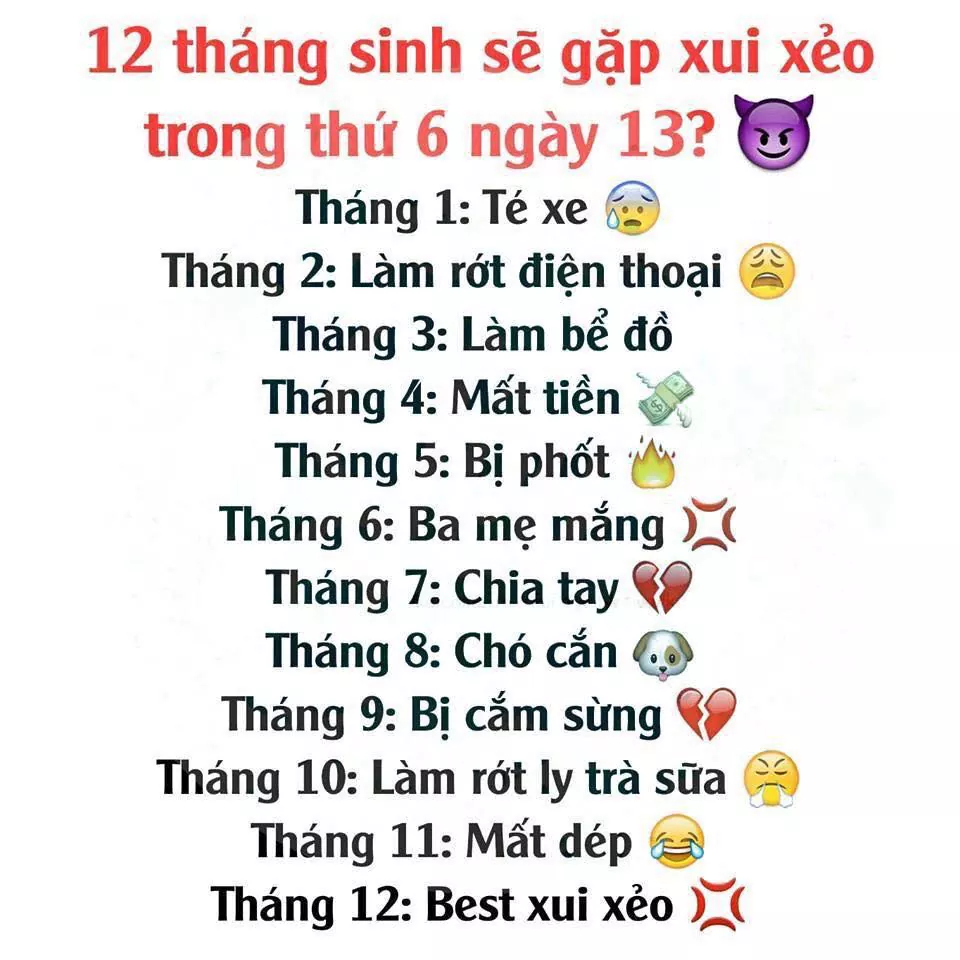 12 tháng sinh sẽ gặp xui xẻo
trong thứ 6 ngày 13? 😈
Tháng 1: Té xe 😰
Tháng 2: Làm rớt điện thoại 😩
Tháng 3: Làm bể đồ
Tháng 4: Mất tiền 💸
Tháng 5: Bị phốt 🔥
Tháng 6: Ba mẹ mắng 💢
Tháng 7: Chia tay 💔
Tháng 8: Chó cắn 🐶
Tháng 9: Bị cắm sừng 💔
Tháng 10: Làm rớt ly trà sữa 😤
Tháng 11: Mất dép 😂
Tháng 12: Best xui xẻo 💢